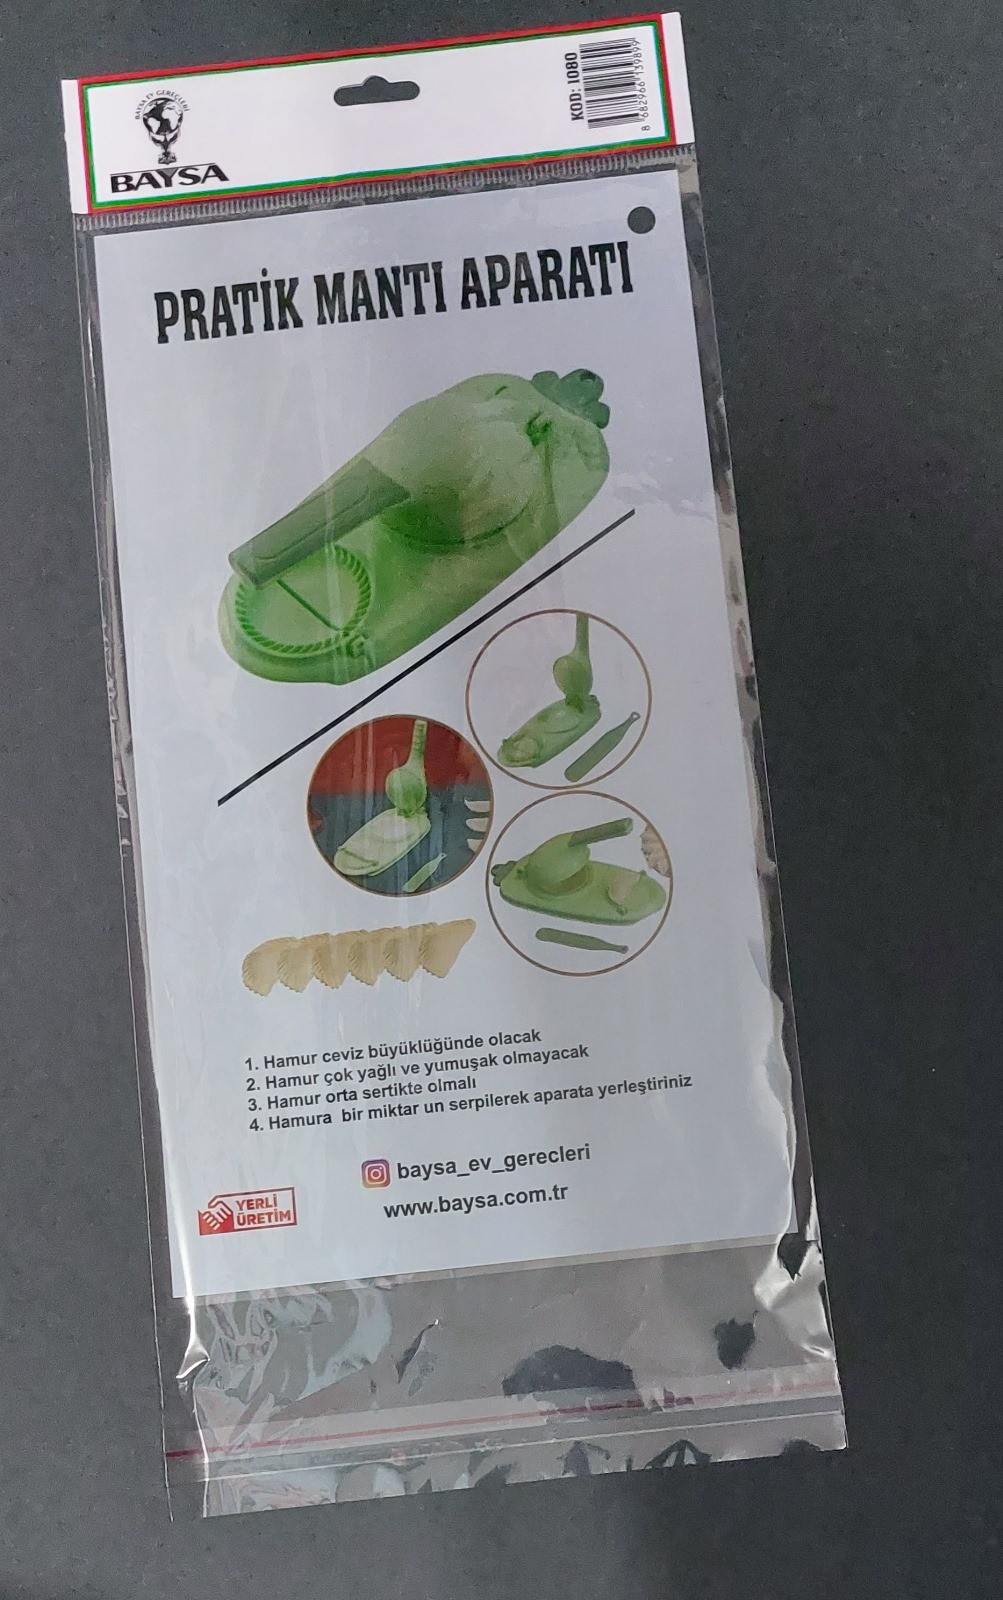 BAYSA EV GEREÇLERİ
BAYSA
KOD: 1080
8 682966 139899
PRATİK MANTI APARATI
1. Hamur ceviz büyüklüğünde olacak
2. Hamur çok yağlı ve yumuşak olmayacak
3. Hamur orta sertikte olmalı
4. Hamura bir miktar un serpilerek aparata yerleştiriniz
baysa_ev_gerecleri
www.baysa.com.tr
YERLİ
ÜRETİM